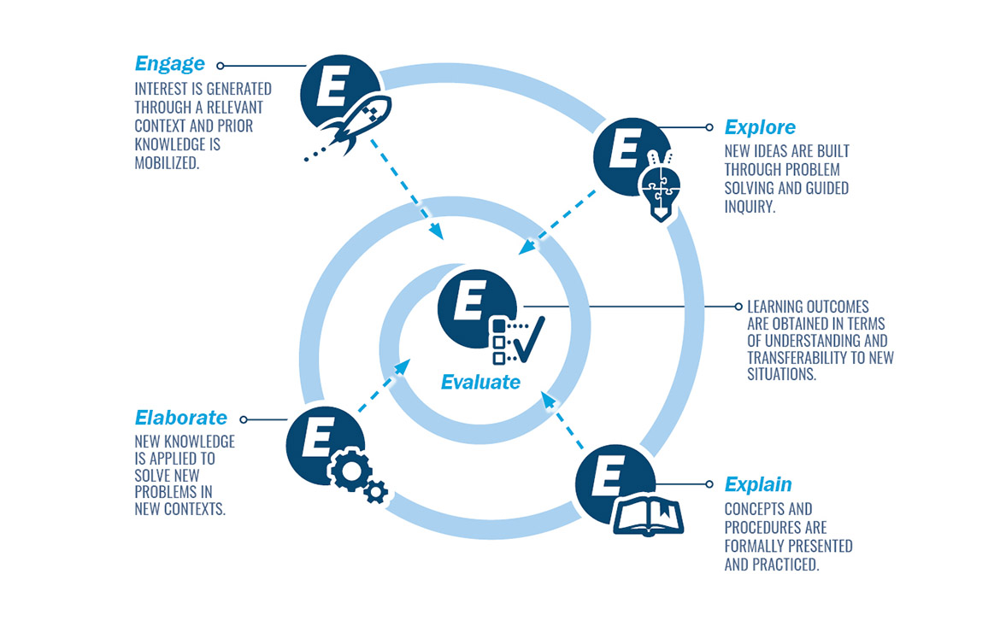 Engage
INTEREST IS GENERATED
THROUGH A RELEVANT
CONTEXT AND PRIOR
KNOWLEDGE IS
MOBILIZED.
E
E
Explore
NEW IDEAS ARE BUILT
THROUGH PROBLEM
SOLVING AND GUIDED
INQUIRY.
E
Evaluate
LEARNING OUTCOMES
ARE OBTAINED IN TERMS
OF UNDERSTANDING AND
TRANSFERABILITY TO NEW
SITUATIONS.
Elaborate
NEW KNOWLEDGE
IS APPLIED TO
SOLVE NEW
PROBLEMS IN
NEW CONTEXTS.
E
E
Explain
CONCEPTS AND
PROCEDURES ARE
FORMALLY PRESENTED
AND PRACTICED.